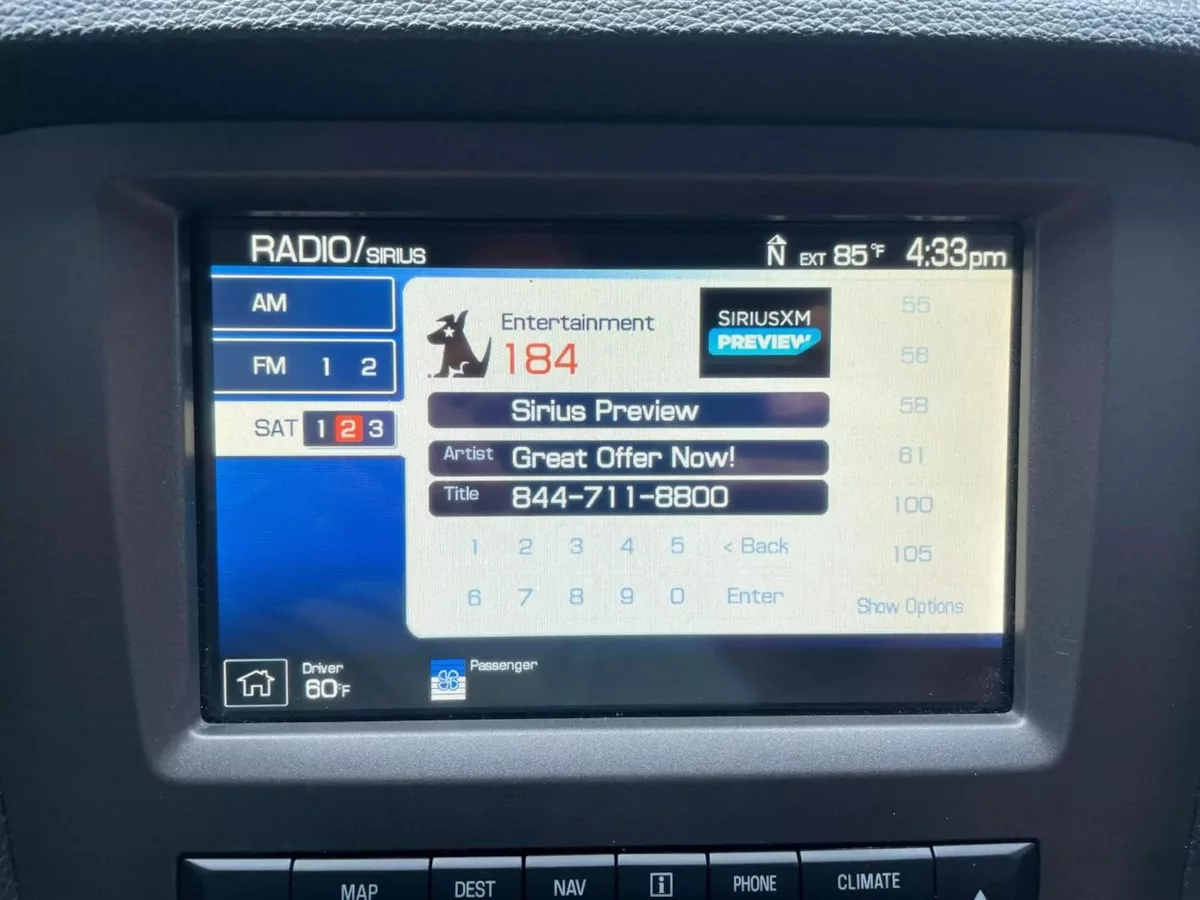 RADIO/SIRIUS
N EXT 85°F 4:33pm
AM
FM 1 2
SAT 1 2 3
Entertainment
184
SIRIUSXM
PREVIEW
Sirius Preview
Artist Great Offer Now!
Title 844-711-8800
1 2 3 4 5 < Back
6 7 8 9 0 Enter
55
56
58
61
100
105
Show Options
Driver
60°F
Passenger
MAP DEST NAV i PHONE CLIMATE